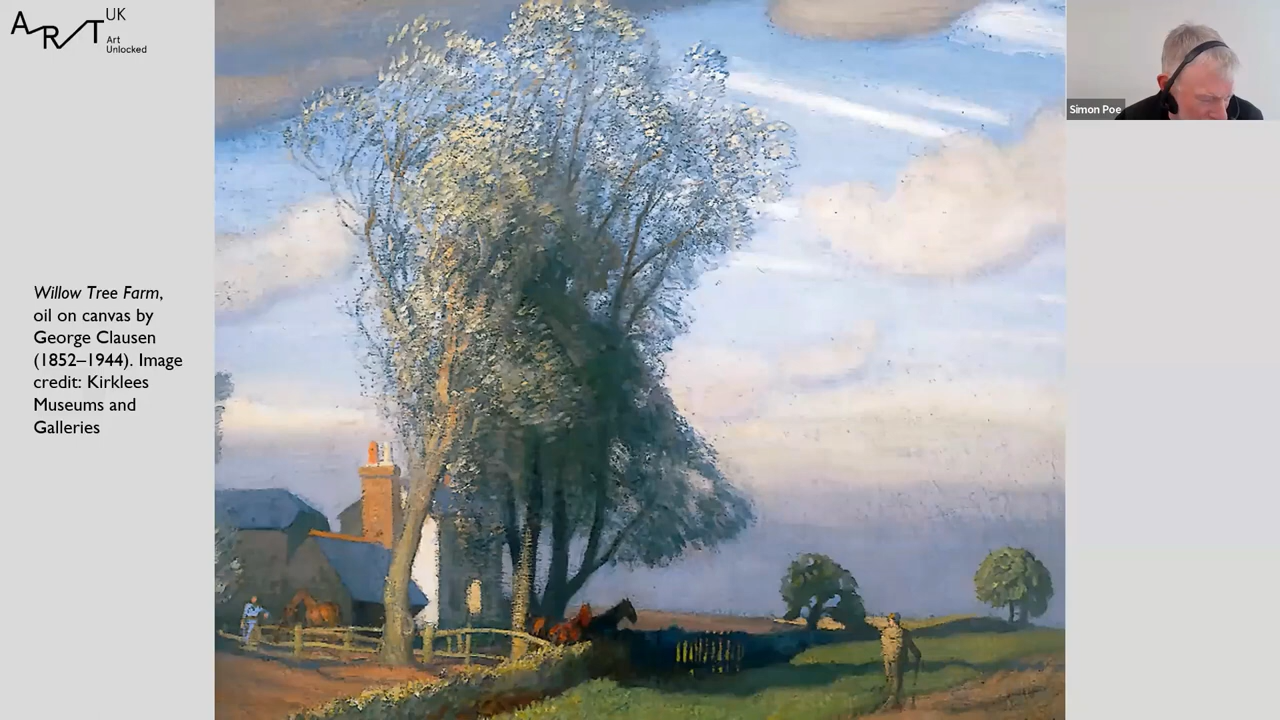 ART UK
Art
Unlocked
Simon Poe
Willow Tree Farm,
oil on canvas by
George Clausen
(1852–1944). Image
credit: Kirklees
Museums and
Galleries